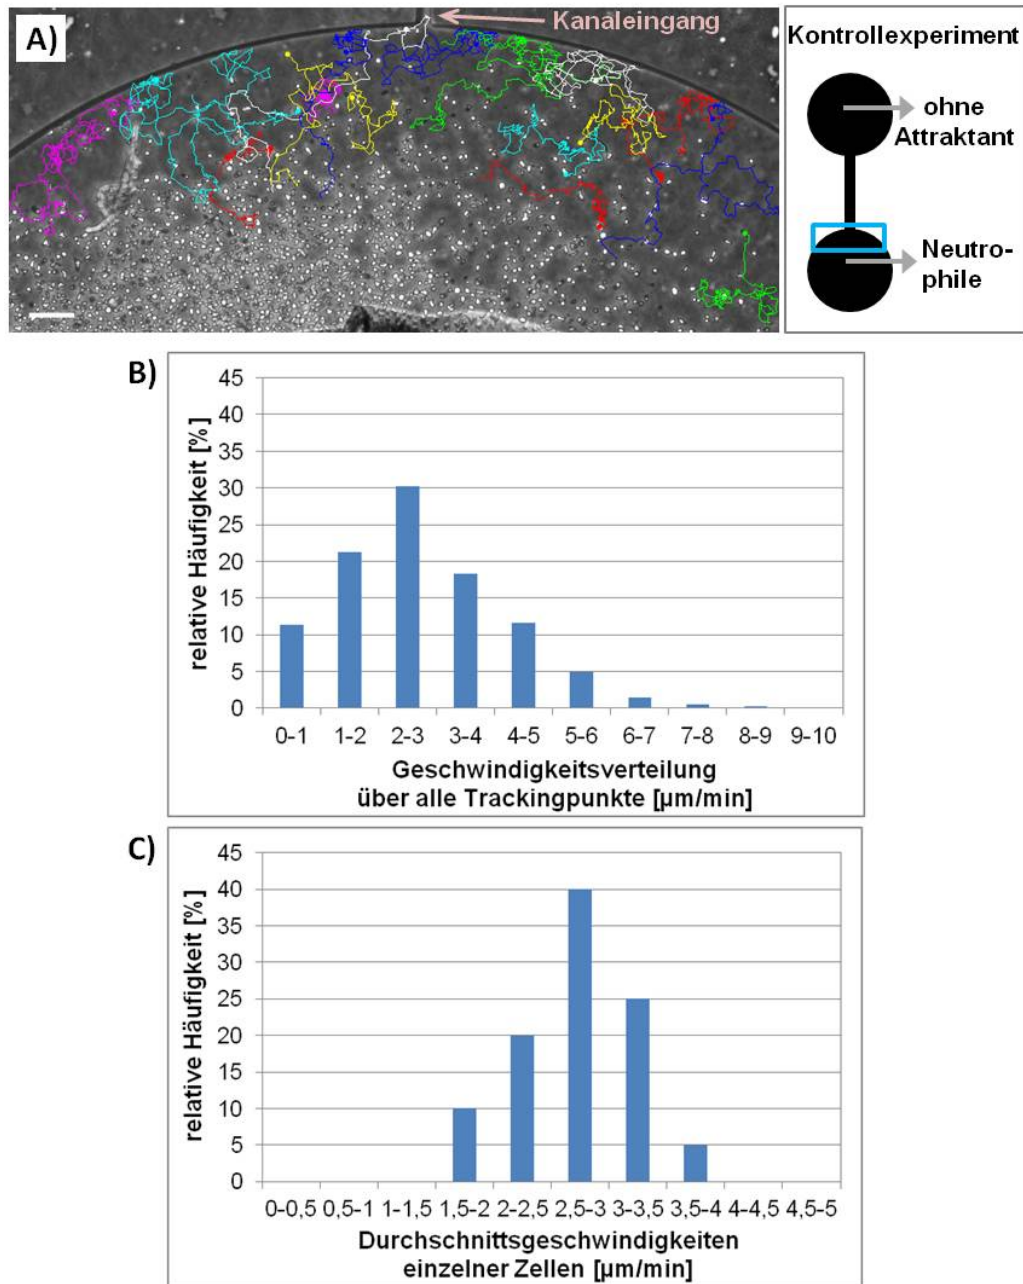 A)
Kanaleingang
Kontrollexperiment
ohne
Attraktant
Neutro-
phile
B)
relative Häufigkeit [%]
45
40
35
30
25
20
15
10
5
0
0-1 1-2 2-3 3-4 4-5 5-6 6-7 7-8 8-9 9-10
Geschwindigkeitsverteilung
über alle Trackingpunkte [µm/min]
C)
relative Häufigkeit [%]
45
40
35
30
25
20
15
10
5
0
0-0,5 0,5-1 1-1,5 1,5-2 2-2,5 2,5-3 3-3,5 3,5-4 4-4,5 4,5-5
Durchschnittsgeschwindigkeiten
einzelner Zellen [µm/min]